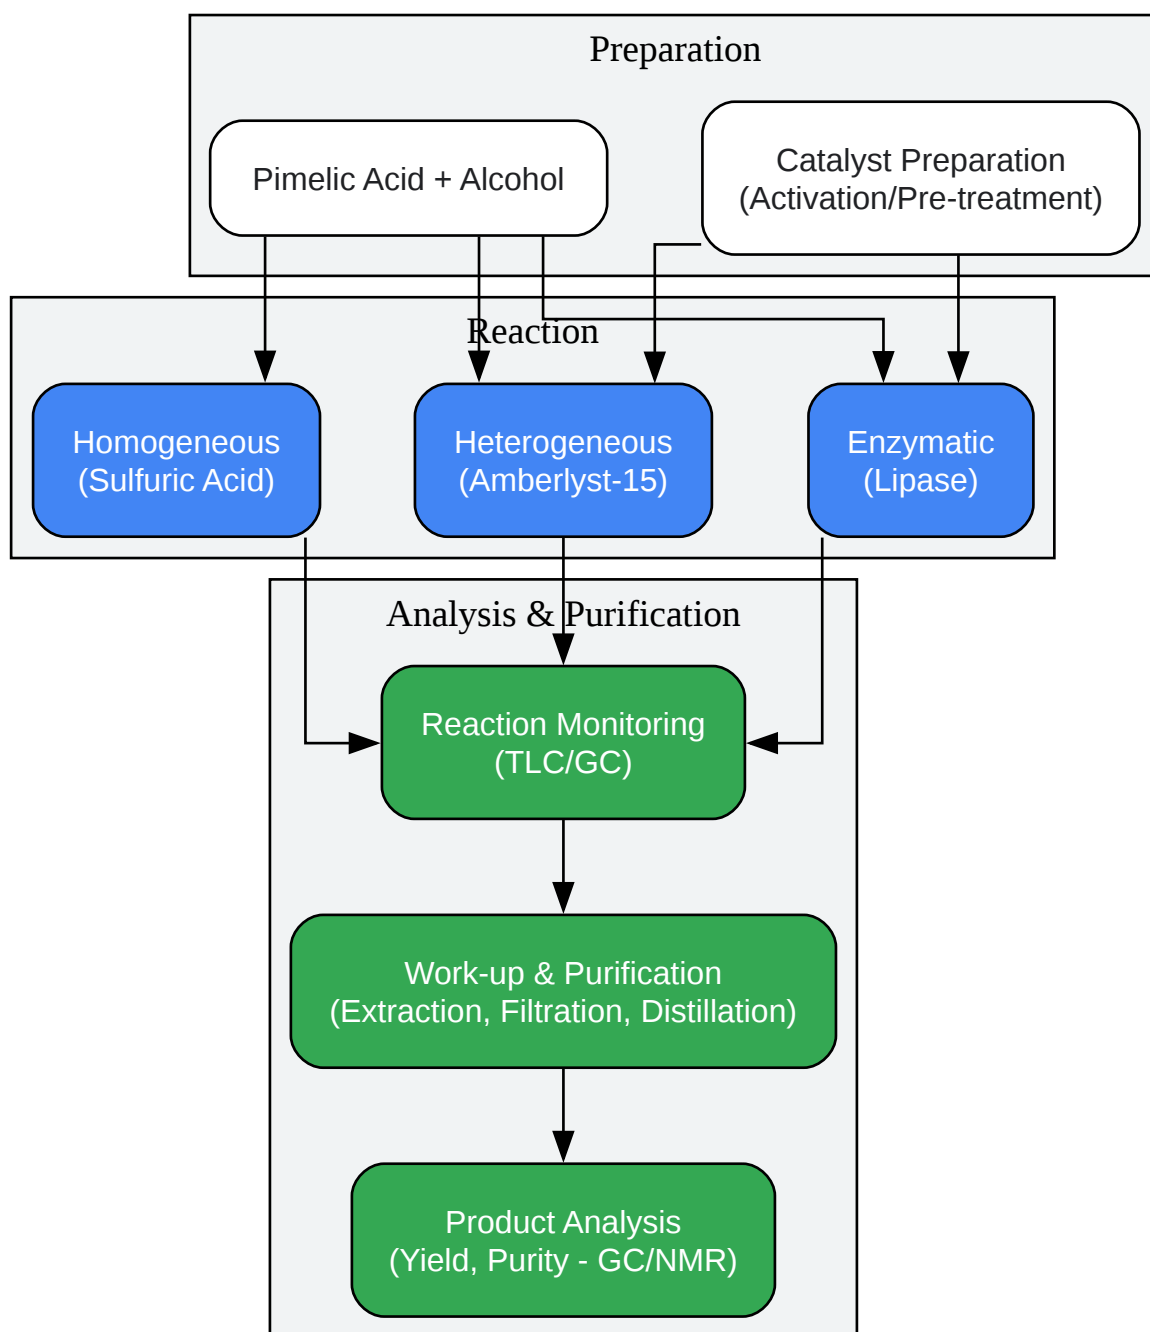 Preparation
Pimelic Acid + Alcohol
Catalyst Preparation
(Activation/Pre-treatment)
Reaction
Homogeneous
(Sulfuric Acid)
Heterogeneous
(Amberlyst-15)
Enzymatic
(Lipase)
Analysis & Purification
Reaction Monitoring
(TLC/GC)
Work-up & Purification
(Extraction, Filtration, Distillation)
Product Analysis
(Yield, Purity - GC/NMR)